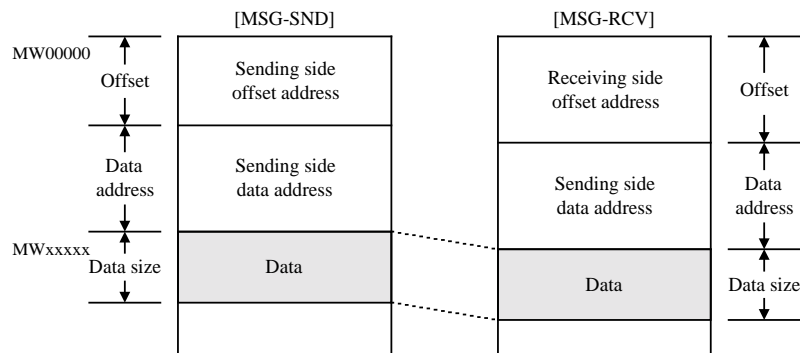 [MSG-SND]
[MSG-RCV]
MW00000
Offset
Sending side
offset address
Receiving side
offset address
Offset
Data
address
Sending side
data address
Sending side
data address
Data
address
MWxxxxx
Data size
Data
Data
Data size